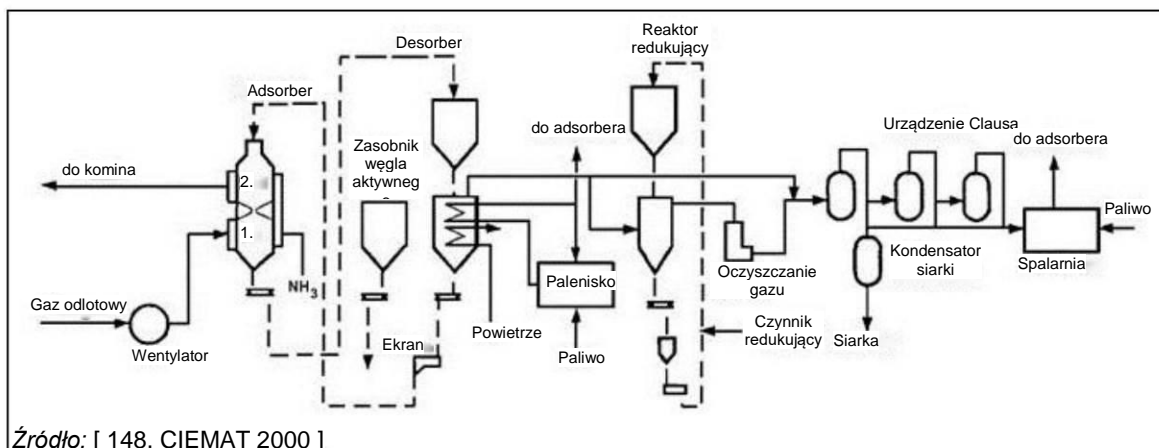 Desorber
Reaktor
redukujący
Adsorber
do adsorbera
Urządzenie Clausa
do adsorbera
Zasobnik
węgla
aktywneg
do komina
2.
1.
Paliwo
NH3
Oczyszczanie
gazu
Kondensator
siarki
Spalarnia
Palenisko
Gaz odlotowy
Wentylator
Ekran
Powietrze
Paliwo
Czynnik
redukujący
Siarka
Źródło: [ 148, CIEMAT 2000 ]